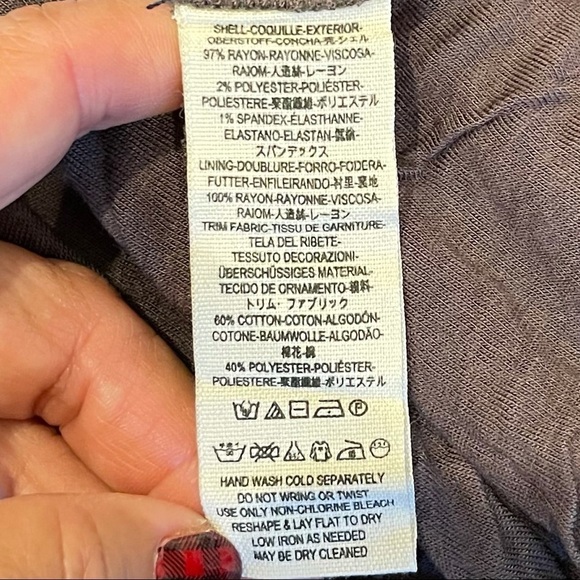 SHELL-COQUILLE-EXTERIOR-
OBERSTOFF-CONCHA-売-シェル
97% RAYON-RAYONNE-VISCOSA-
RAIOM-人造絲-レーヨン
2% POLYESTER-POLIÉSTER-
POLIESTERE-聚酯纖維-ポリエステル
1% SPANDEX-ÉLASTHANNE-
ELASTANO-ELASTAN-氨綸-
スパンデックス
LINING-DOUBLURE-FORRO-FODERA-
FUTTER-ENFILEIRANDO-衬里-裏地
100% RAYON-RAYONNE-VISCOSA-
RAIOM-人造絲-レーヨン
TRIM FABRIC-TISSU DE GARNITURE-
TELA DEL RIBETE-
TESSUTO DECORAZIONI-
ÜBERSCHÜSSIGES MATERIAL-
TECIDO DE ORNAMENTO-輔料-
トリム・ファブリック
60% COTTON-COTON-ALGODÓN-
COTONE-BAUMWOLLE-ALGODÃO-
棉花-綿
40% POLYESTER-POLIÉSTER-
POLIESTERE-聚酯纖維-ポリエステル
P
HAND WASH COLD SEPARATELY
DO NOT WRING OR TWIST
USE ONLY NON-CHLORINE BLEACH
RESHAPE & LAY FLAT TO DRY
LOW IRON AS NEEDED
MAY BE DRY CLEANED